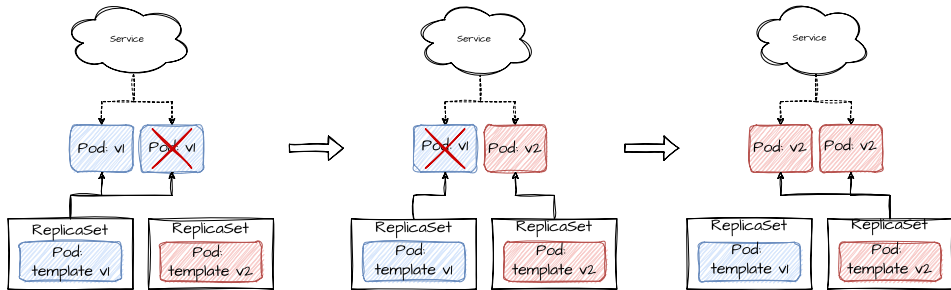 Service
Service
Service
Pod: v1
Pod: v1
Pod: v1
Pod: v2
Pod: v2
Pod: v2
ReplicaSet
Pod:
template v1
ReplicaSet
Pod:
template v2
ReplicaSet
Pod:
template v1
ReplicaSet
Pod:
template v2
ReplicaSet
Pod:
template v1
ReplicaSet
Pod:
template v2